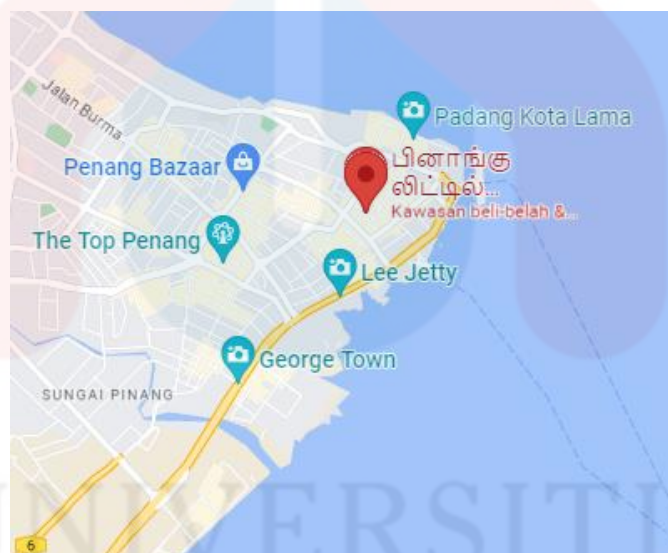 Jalan Burma
Padang Kota Lama
Penang Bazaar
பினாங்கு
லிட்டில்...
Kawasan beli-belah &...
The Top Penang
Lee Jetty
George Town
SUNGAI PINANG
UNIVERSITI
6